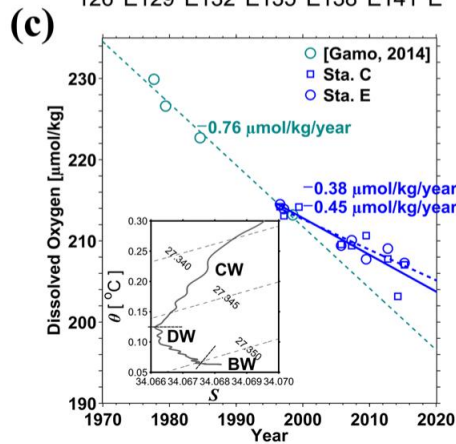 126°E129°E132°E135°E138°E141°E
(c)
[Gamo, 2014]
Sta. C
Sta. E
−0.76 μmol/kg/year
−0.38 μmol/kg/year
−0.45 μmol/kg/year
Dissolved Oxygen [μmol/kg]
230
220
210
200
190
1970
1980
1990
2000
2010
2020
Year
0.30
0.25
0.20
0.15
0.10
0.05
θ [ °C]
27.340
CW
27.345
DW
27.350
BW
34.066 34.067 34.068 34.069 34.070
S